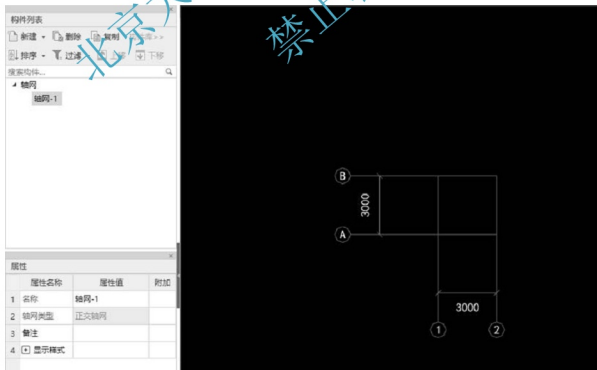 构件列表
新建 删除 复制
排序 过滤 上移 下移
搜索构件...
轴网
轴网-1
属性
属性名称 属性值 附加
1 名称 轴网-1
2 轴网类型 正交轴网
3 备注
4 + 显示样式
B
3000
A
3000
1 2
北京
禁止